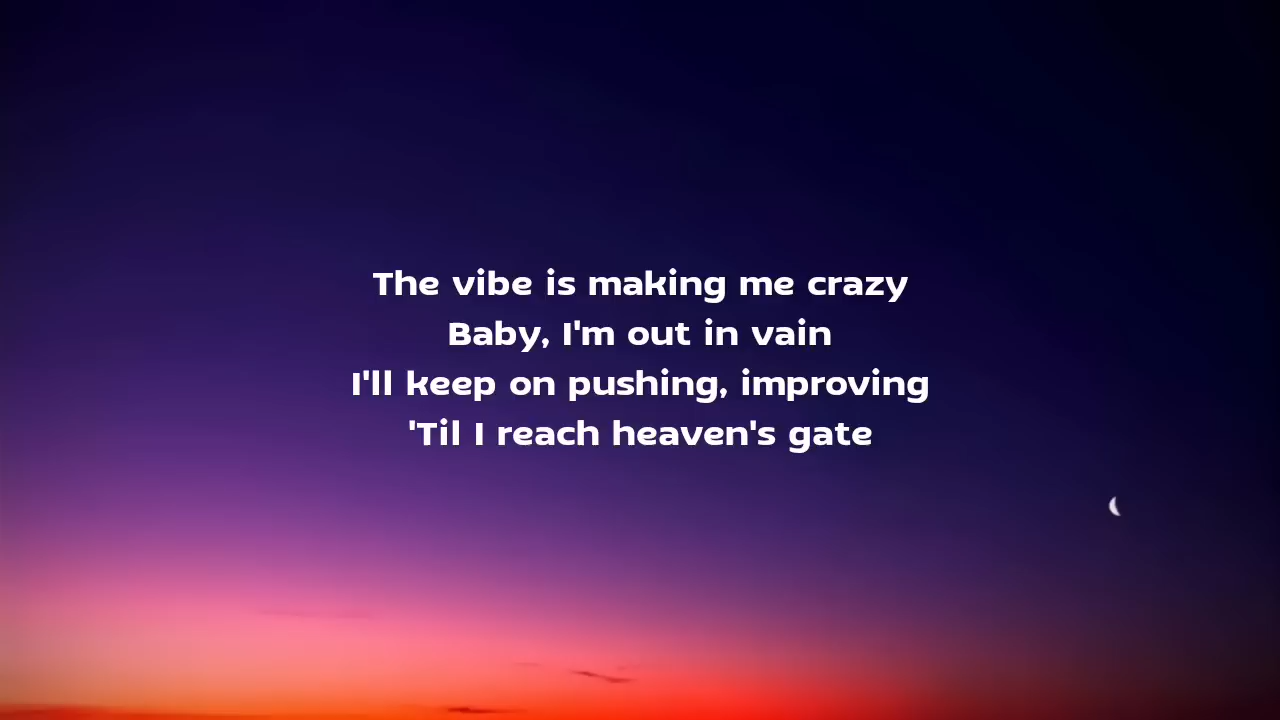 The vibe is making me crazy
Baby, I'm out in vain
I'll keep on pushing, improving
'Til I reach heaven's gate